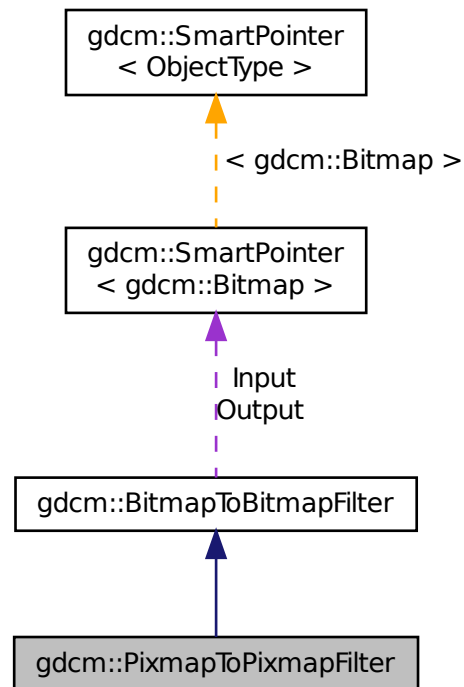 gdcm::SmartPointer
< ObjectType >
< gdcm::Bitmap >
gdcm::SmartPointer
< gdcm::Bitmap >
Input
Output
gdcm::BitmapToBitmapFilter
gdcm::PixmapToPixmapFilter